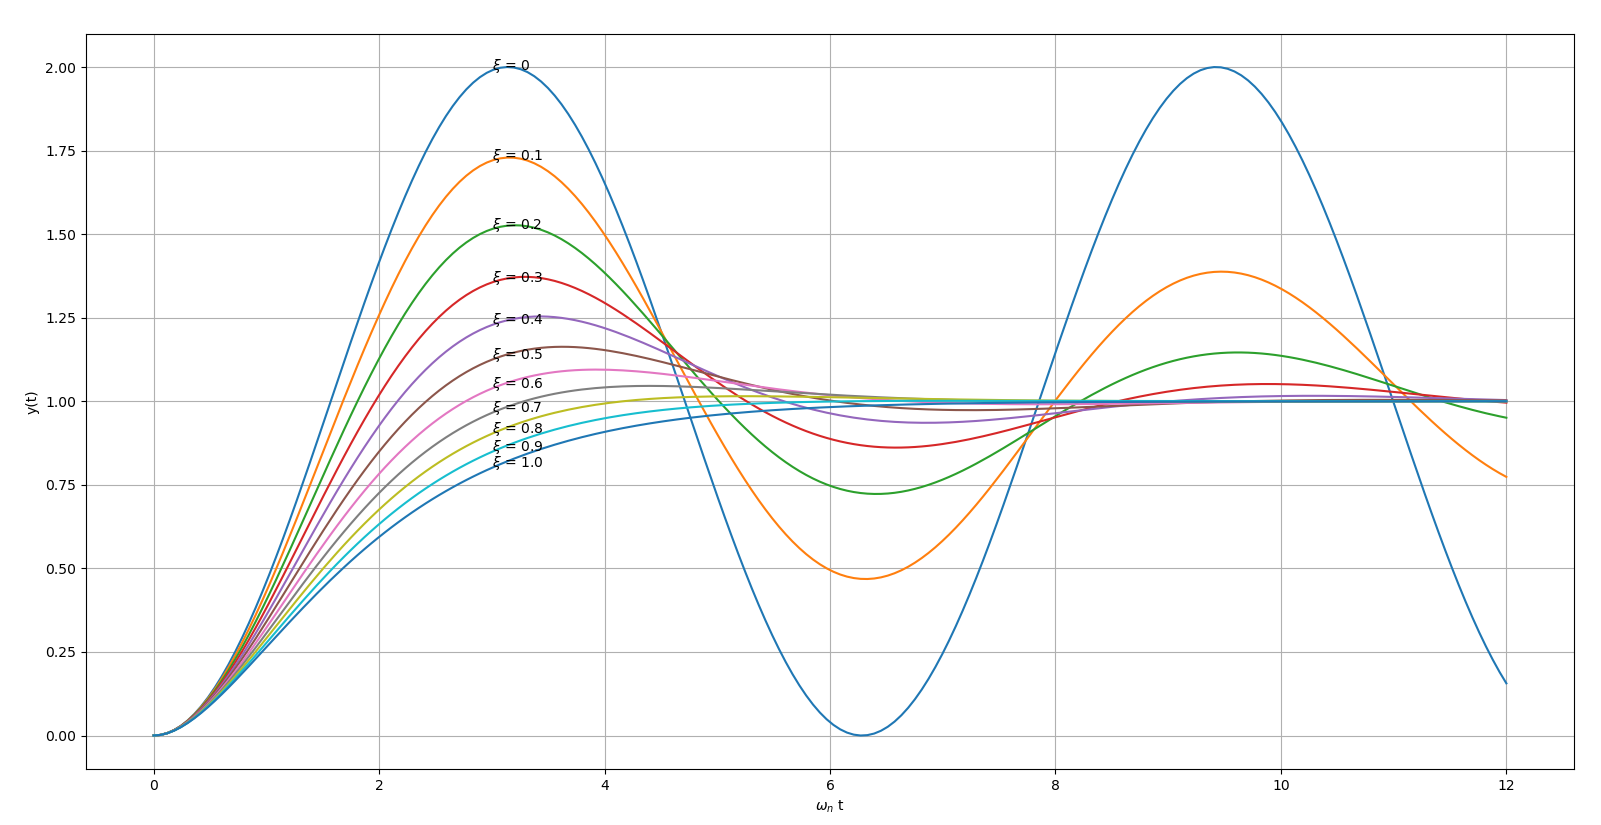 2.00
1.75
1.50
1.25
1.00
0.75
0.50
0.25
0.00
y(t)
ξ = 0
ξ = 0.1
ξ = 0.2
ξ = 0.3
ξ = 0.4
ξ = 0.5
ξ = 0.6
ξ = 0.7
ξ = 0.8
ξ = 0.9
ξ = 1.0
0 2 4 6 8 10 12
ωₙ t